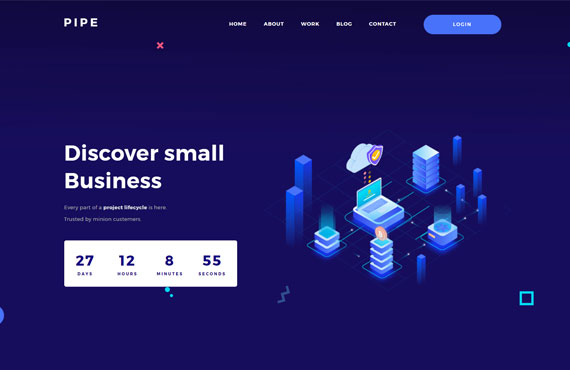 PIPE
HOME ABOUT WORK BLOG CONTACT LOGIN
Discover small
Business
Every part of a project lifecycle is here.
Trusted by minion customers.
27 12 8 55
DAYS HOURS MINUTES SECONDS